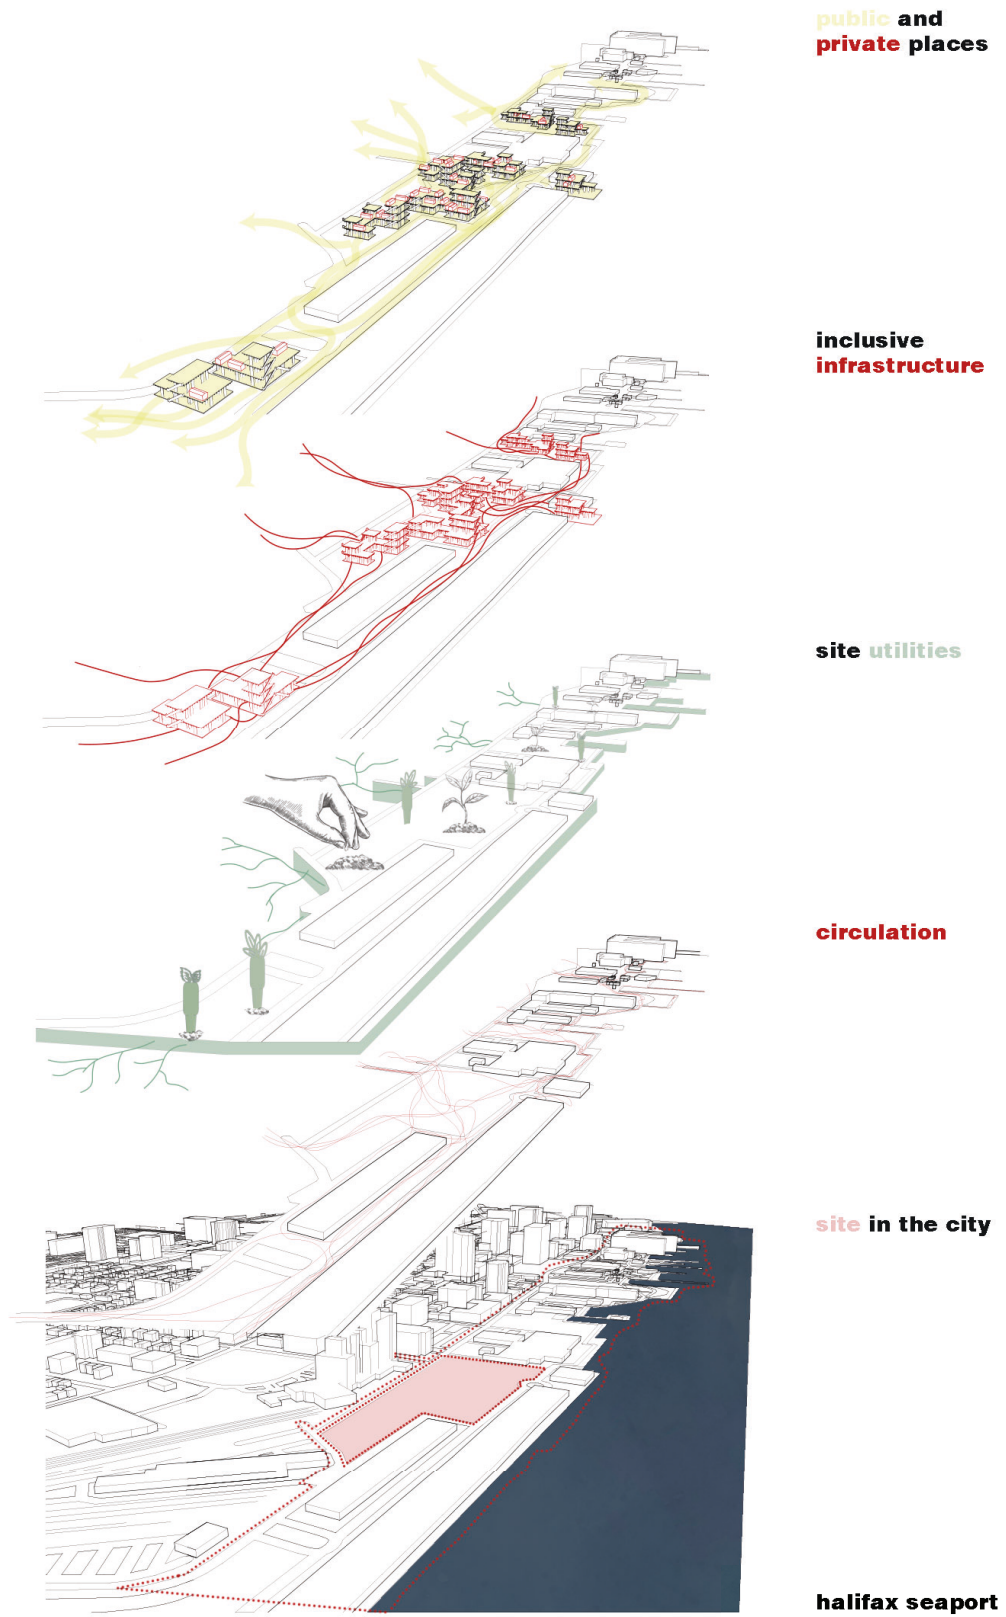 public and
private places
inclusive
infrastructure
site utilities
circulation
site in the city
halifax seaport